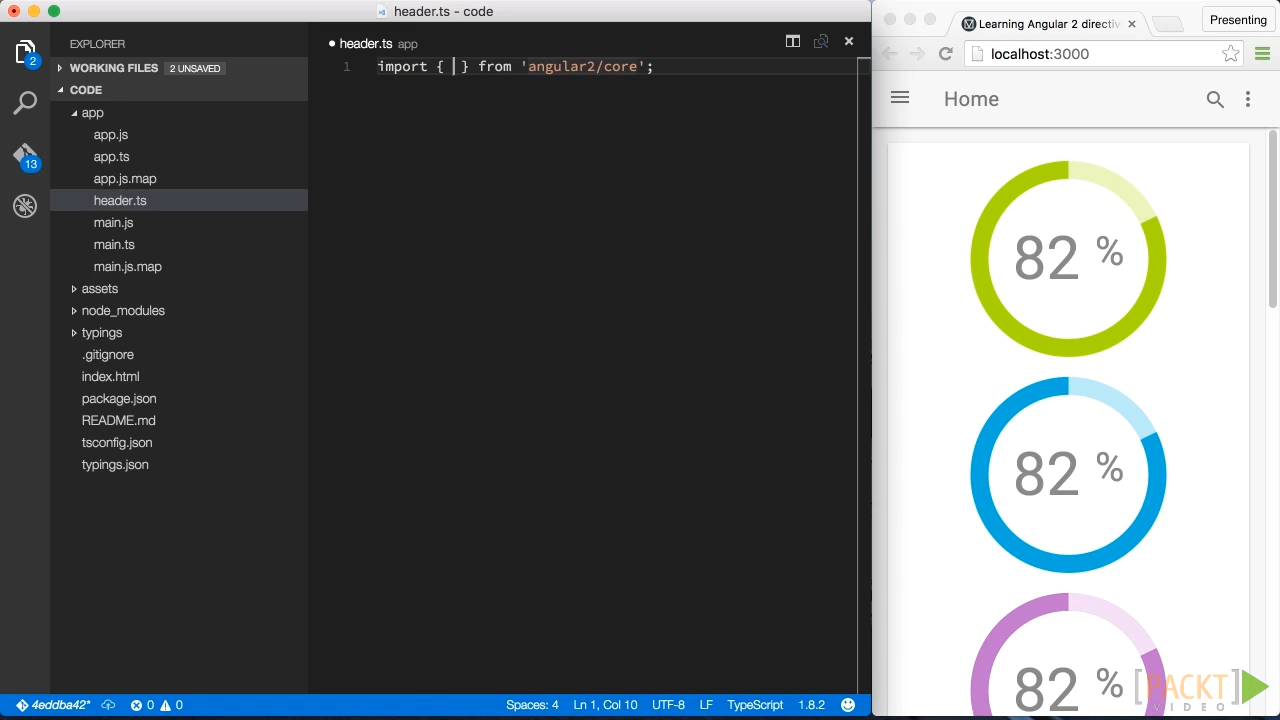 header.ts - code
EXPLORER
2
WORKING FILES 2 UNSAVED
CODE
app
app.js
app.ts
app.js.map
header.ts
main.js
main.ts
main.js.map
assets
node_modules
typings
.gitignore
index.html
package.json
README.md
tsconfig.json
typings.json
13
header.ts app
1 import { } from 'angular2/core';
4eddba42* 0 0
Spaces: 4 Ln 1, Col 10 UTF-8 LF TypeScript 1.8.2
Learning Angular 2 directiv
Presenting
localhost:3000
Home
82 %
82 %
82 %
[PACKT]
VIDEO